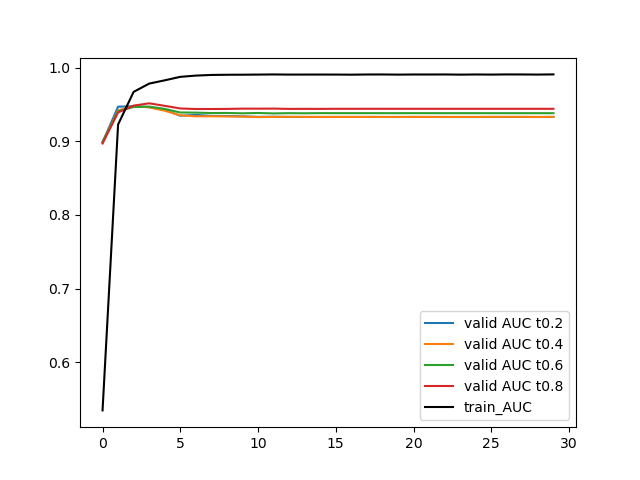 1.0
0.9
0.8
0.7
0.6
0 5 10 15 20 25 30
valid AUC t0.2
valid AUC t0.4
valid AUC t0.6
valid AUC t0.8
train_AUC